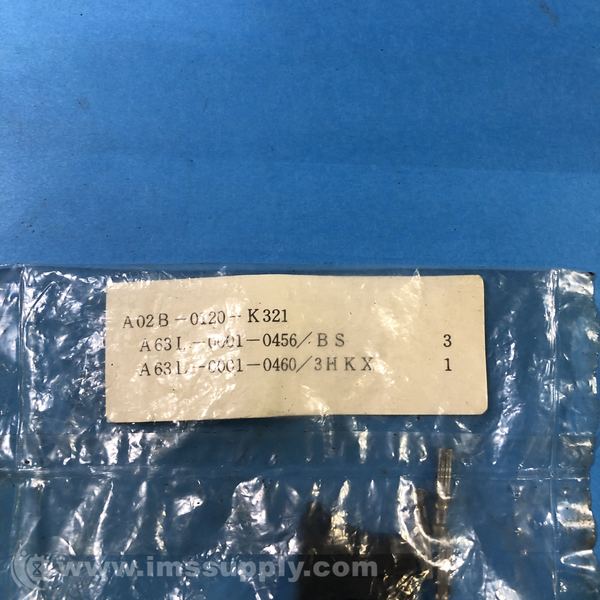 A02B-0120-K321
A63L-0001-0456/BS 3
A63L-0001-0460/3HKX 1
www.imssupply.com